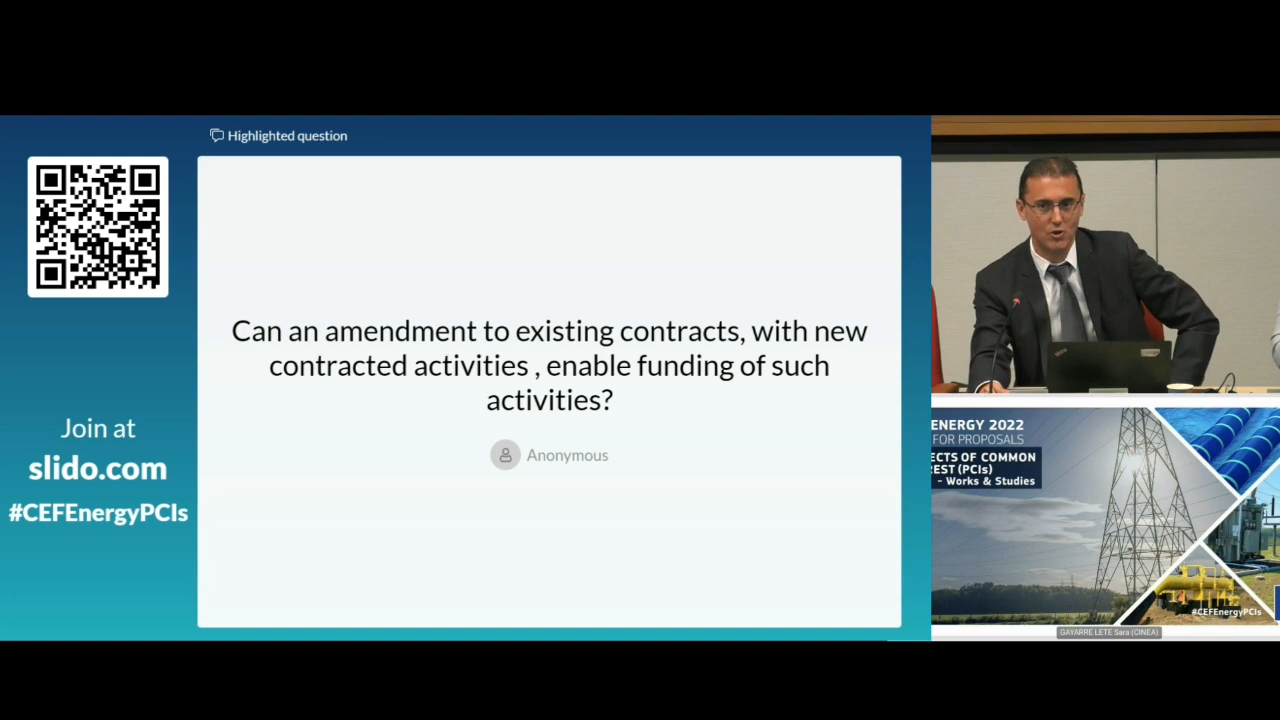 Highlighted question
Can an amendment to existing contracts, with new
contracted activities , enable funding of such
activities?
Anonymous
Join at
slido.com
#CEFEnergyPCIs
ENERGY 2022
FOR PROPOSALS
ECTS OF COMMON
REST (PCIs)
- Works & Studies
#CEFEnergyPCIs
GAYARRE LETE Sara (CINEA)